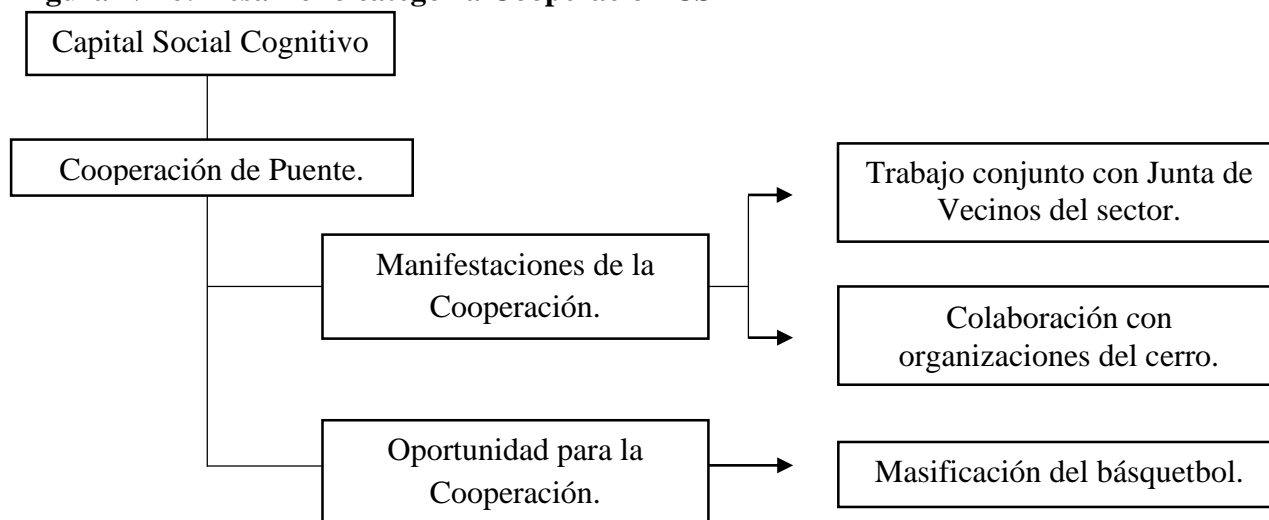 Capital Social Cognitivo
Cooperación de Puente.
Manifestaciones de la
Cooperación.
Trabajo conjunto con Junta de
Vecinos del sector.
Colaboración con
organizaciones del cerro.
Oportunidad para la
Cooperación.
Masificación del básquetbol.